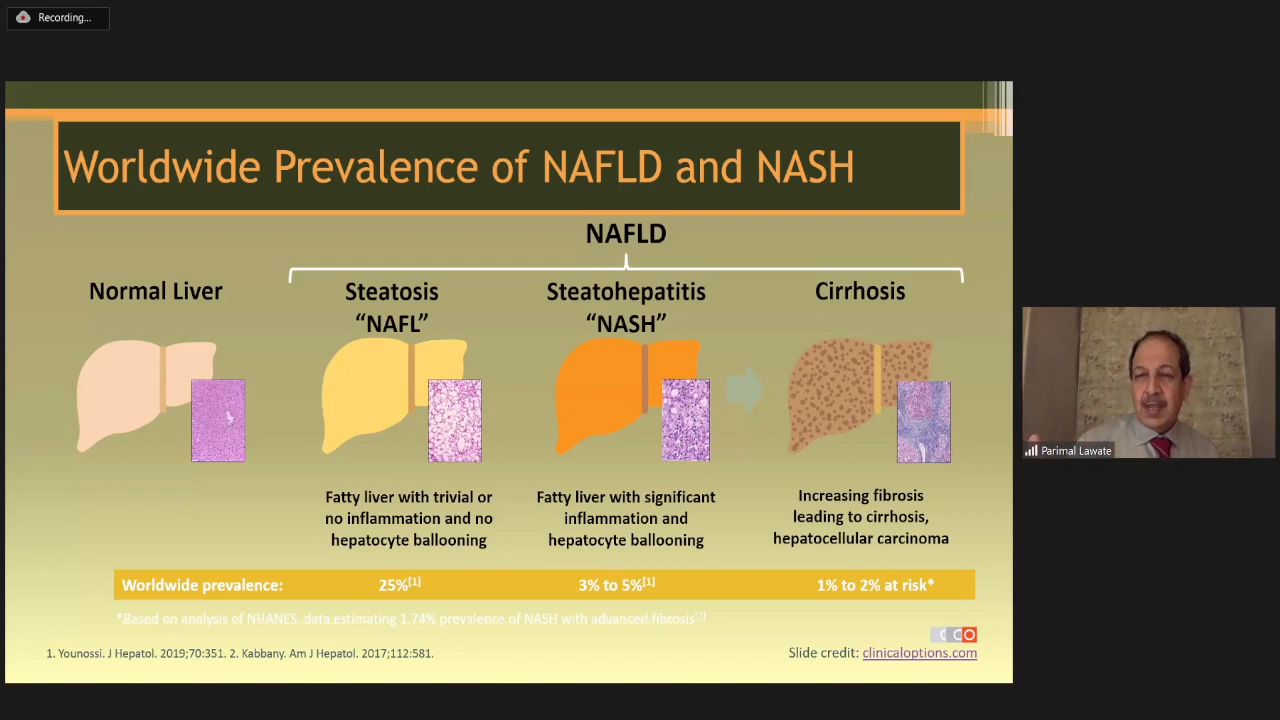 Recording...
Worldwide Prevalence of NAFLD and NASH
NAFLD
Normal Liver
Steatosis
“NAFL”
Steatohepatitis
“NASH”
Cirrhosis
Fatty liver with trivial or
no inflammation and no
hepatocyte ballooning
Fatty liver with significant
inflammation and
hepatocyte ballooning
Increasing fibrosis
leading to cirrhosis,
hepatocellular carcinoma
Worldwide prevalence: 25%[1] 3% to 5%[1] 1% to 2% at risk*
*Based on analysis of NHANES data estimating 1.74% prevalence of NASH with advanced fibrosis[2]
CCO
1. Younossi. J Hepatol. 2019;70:351. 2. Kabbany. Am J Hepatol. 2017;112:581.
Slide credit: clinicaloptions.com
Parimal Lawate